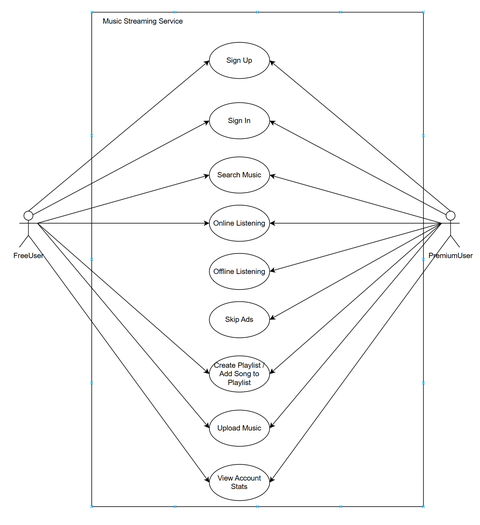 Music Streaming Service
Sign Up
Sign In
Search Music
Online Listening
FreeUser
PremiumUser
Offline Listening
Skip Ads
Create Playlist /
Add Song to
Playlist
Upload Music
View Account
Stats